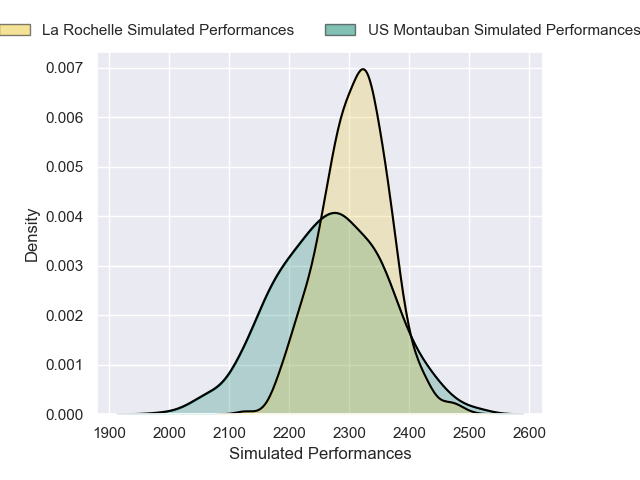 La Rochelle Simulated Performances US Montauban Simulated Performances
0.007
0.006
0.005
0.004
0.003
0.002
0.001
0.000
Density
1900 2000 2100 2200 2300 2400 2500 2600
Simulated Performances